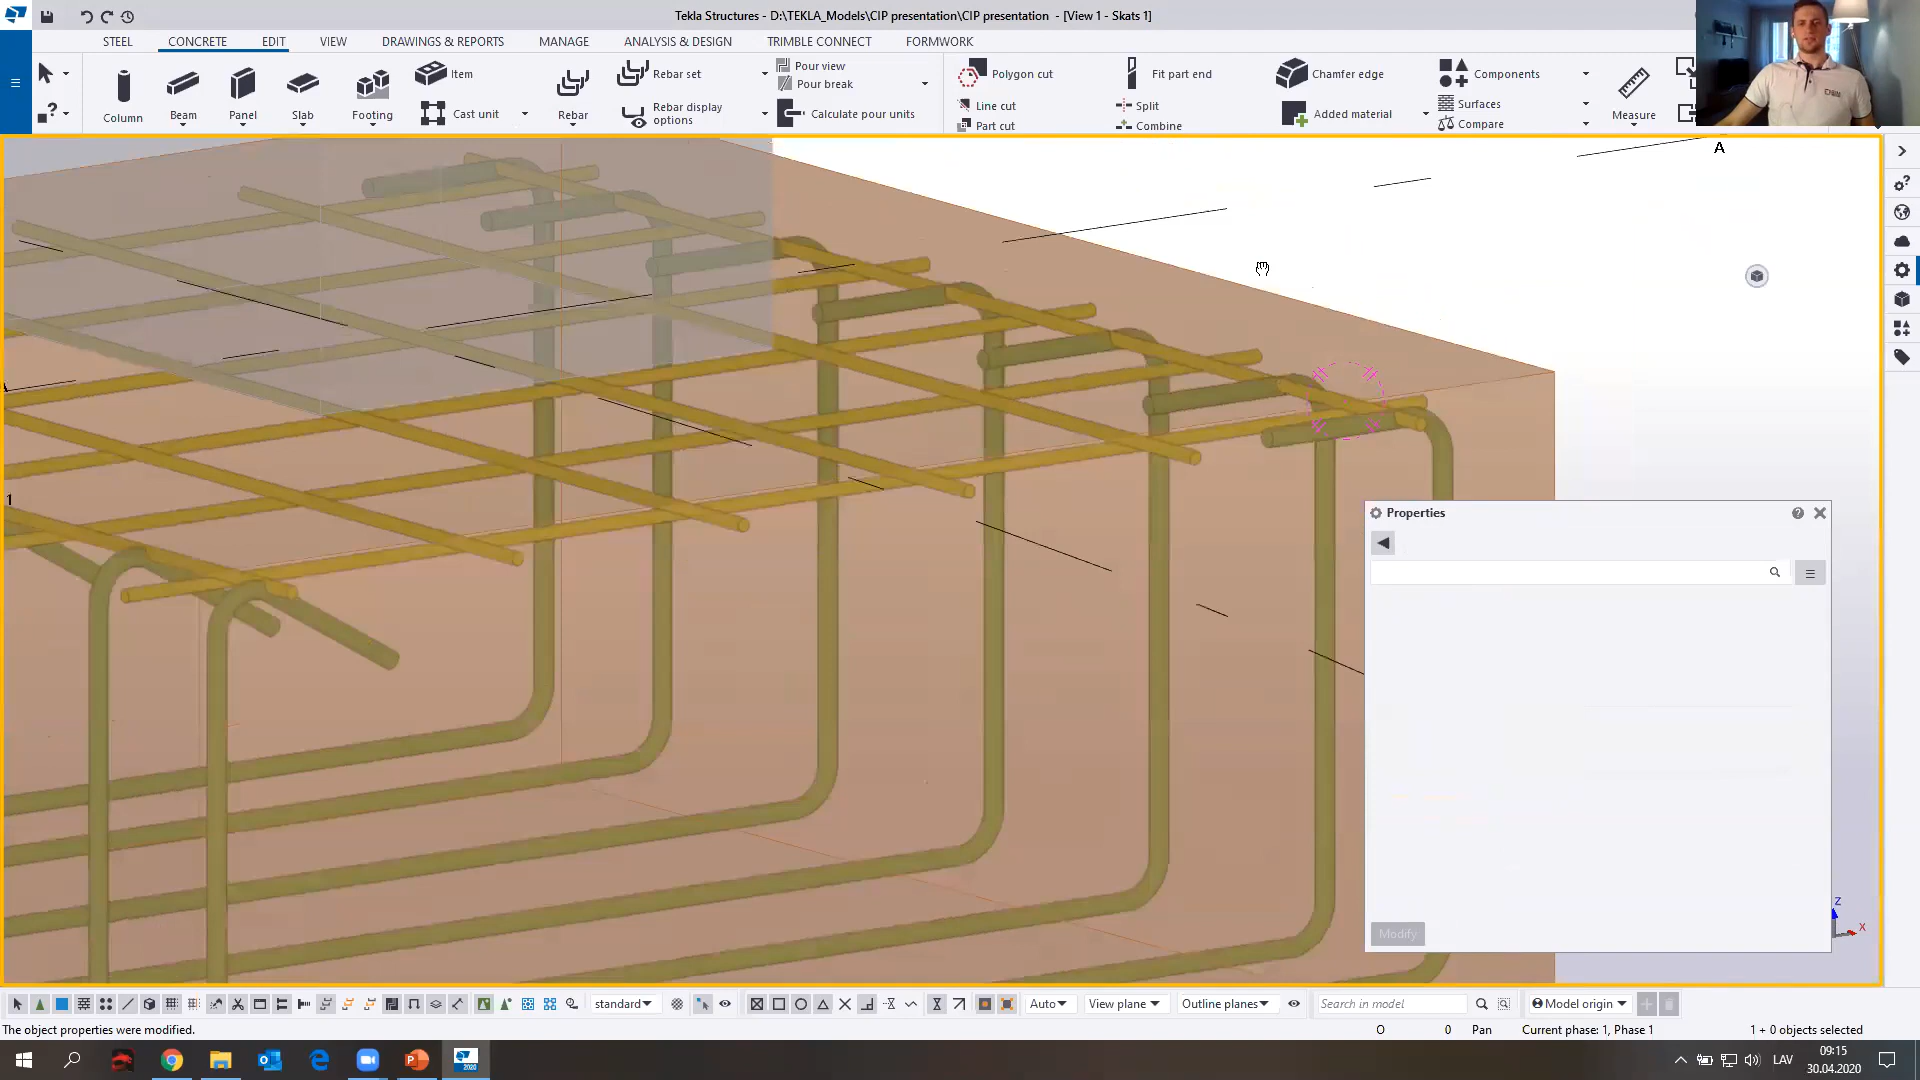 Tekla Structures - D:\TEKLA_Models\CIP presentation\CIP presentation - [View 1 - Skats 1]
STEEL CONCRETE EDIT VIEW DRAWINGS & REPORTS MANAGE ANALYSIS & DESIGN TRIMBLE CONNECT FORMWORK
Column
Beam
Panel
Slab
Footing
Item
Cast unit
Rebar
Rebar set
Rebar display options
Pour view
Pour break
Calculate pour units
Polygon cut
Line cut
Part cut
Fit part end
Split
Combine
Chamfer edge
Added material
Components
Surfaces
Compare
Measure
A
1
Properties
Modify
Z
X
standard
Auto
View plane
Outline planes
Search in model
Model origin
The object properties were modified.
O 0 Pan Current phase: 1, Phase 1 1 + 0 objects selected
2020
LAV
09:15
30.04.2020